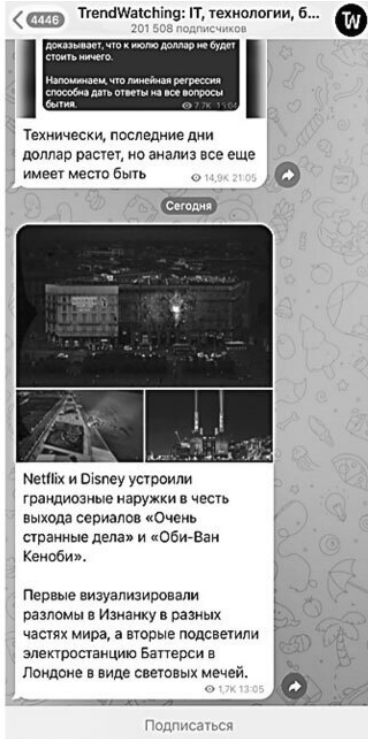 4446
TrendWatching: IT, технологии, б...
201 508 подписчиков
TW
доказывает, что к июлю доллар не будет
стоить ничего.
Напоминаем, что линейная регрессия
способна дать ответы на все вопросы
бытия.
7.7K 15:04
Технически, последние дни
доллар растет, но анализ все еще
имеет место быть
14,9K 21:05
Сегодня
Netflix и Disney устроили
грандиозные наружки в честь
выхода сериалов «Очень
странные дела» и «Оби-Ван
Кеноби».
Первые визуализировали
разломы в Изнанку в разных
частях мира, а вторые подсветили
электростанцию Баттерси в
Лондоне в виде световых мечей.
1,7K 13:05
Подписаться